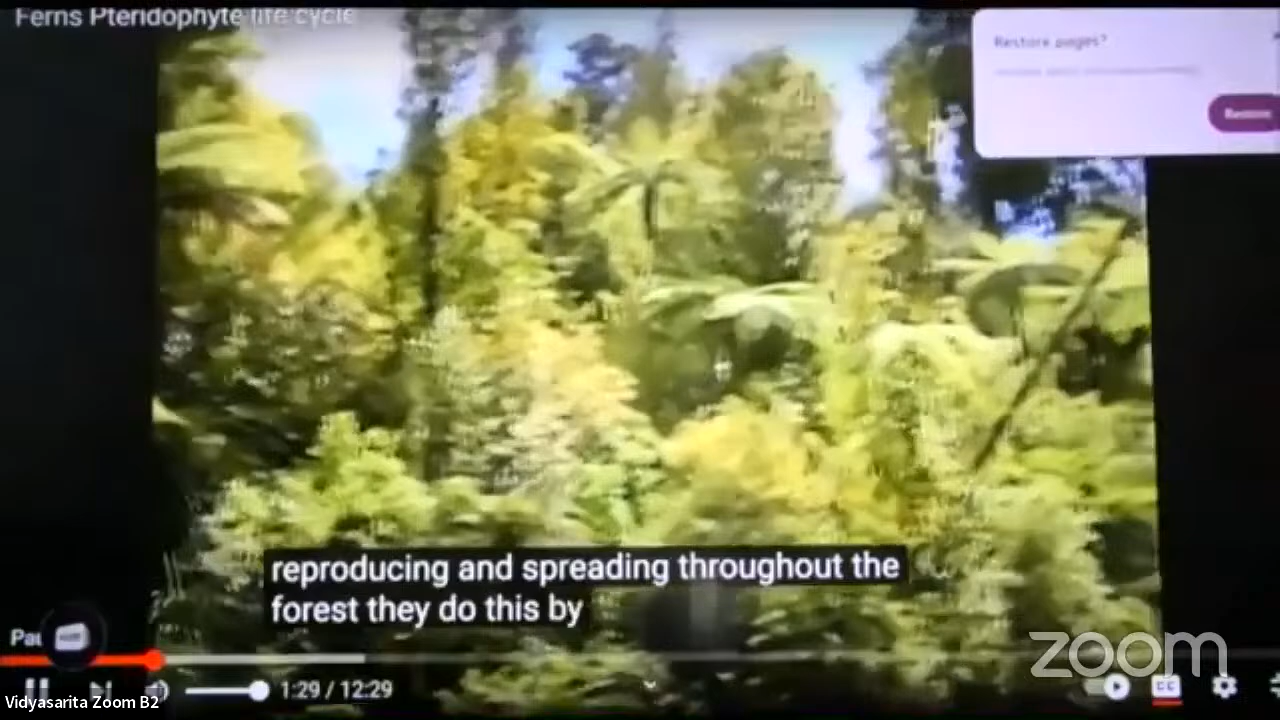 Ferns Pteridophyte life cycle
Restore pages?
Restore
reproducing and spreading throughout the
forest they do this by
zoom
1:29 / 12:29
CC
Vidyasarita Zoom B2